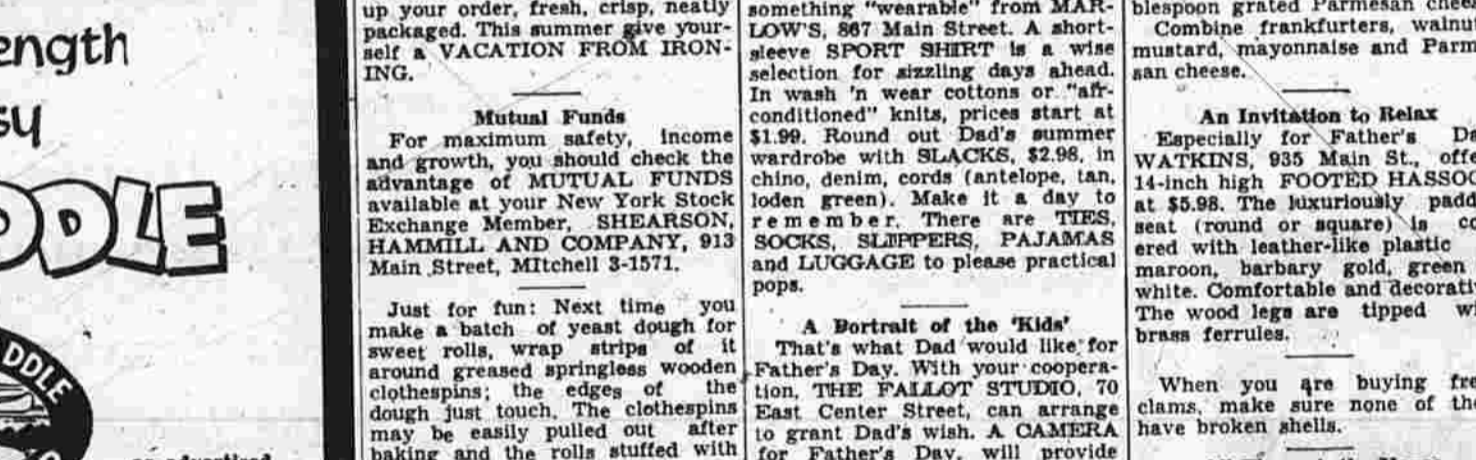 ength
sy
DDLE
DDLE
up your order, fresh, crisp, neatly
packaged. This summer give your-
self a VACATION FROM IRON-
ING.
Mutual Funds
For maximum safety, income
and growth, you should check the
advantage of MUTUAL FUNDS
available at your New York Stock
Exchange Member, SHEARSON,
HAMMILL AND COMPANY, 913
Main Street, MItchell 3-1571.
Just for fun: Next time you
make a batch of yeast dough for
sweet rolls, wrap strips of it
around greased springless wooden
clothespins; the edges of the
dough just touch. The clothespins
may be easily pulled out after
baking and the rolls stuffed with
something "wearable" from MAR-
LOW'S, 867 Main Street. A short-
sleeve SPORT SHIRT is a wise
selection for sizzling days ahead.
In wash 'n wear cottons or "air-
conditioned" knits, prices start at
$1.99. Round out Dad's summer
wardrobe with SLACKS, $2.98, in
chino, denim, cords (antelope, tan,
loden green). Make it a day to
remember. There are TIES,
SOCKS, SLIPPERS, PAJAMAS
and LUGGAGE to please practical
pops.
A Portrait of the 'Kids'
That's what Dad would like for
Father's Day. With your coopera-
tion, THE FALLOT STUDIO, 70
East Center Street, can arrange
to grant Dad's wish. A CAMERA
for Father's Day, will provide
blespoon grated Parmesan chee
Combine frankfurters, walnu
mustard, mayonnaise and Parm
san cheese.
An Invitation to Relax
Especially for Father's Da
WATKINS, 935 Main St., offe
14-inch high FOOTED HASSOC
at $5.98. The luxuriously padd
seat (round or square) is co
ered with leather-like plastic
maroon, barbary gold, green
white. Comfortable and decorati
The wood legs are tipped wi
brass ferrules.
When you are buying fre
clams, make sure none of the
have broken shells.